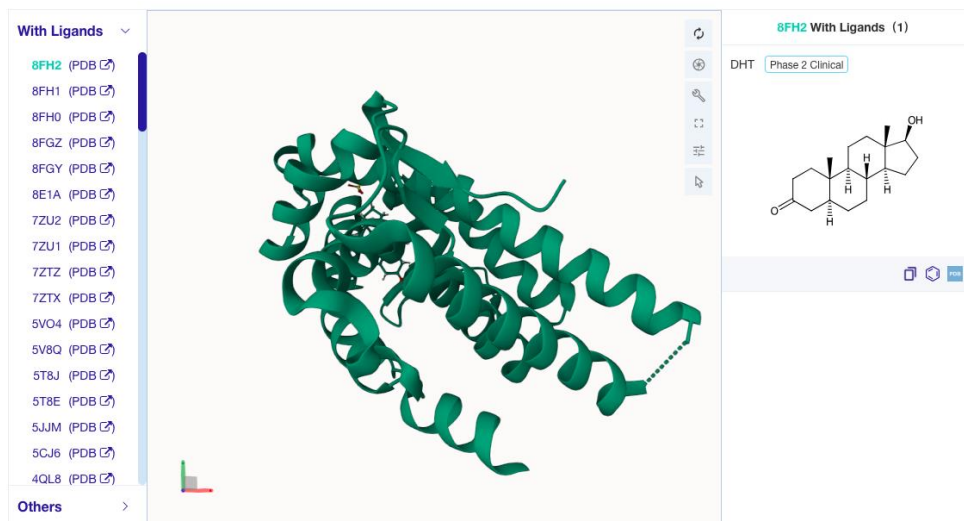 With Ligands
8FH2 (PDB)
8FH1 (PDB)
8FH0 (PDB)
8FGZ (PDB)
8FGY (PDB)
8E1A (PDB)
7ZU2 (PDB)
7ZU1 (PDB)
7ZTZ (PDB)
7ZTX (PDB)
5VO4 (PDB)
5V8Q (PDB)
5T8J (PDB)
5T8E (PDB)
5JJM (PDB)
5CJ6 (PDB)
4QL8 (PDB)
Others
8FH2 With Ligands (1)
DHT Phase 2 Clinical
OH
H
H
H
O
H
PDB